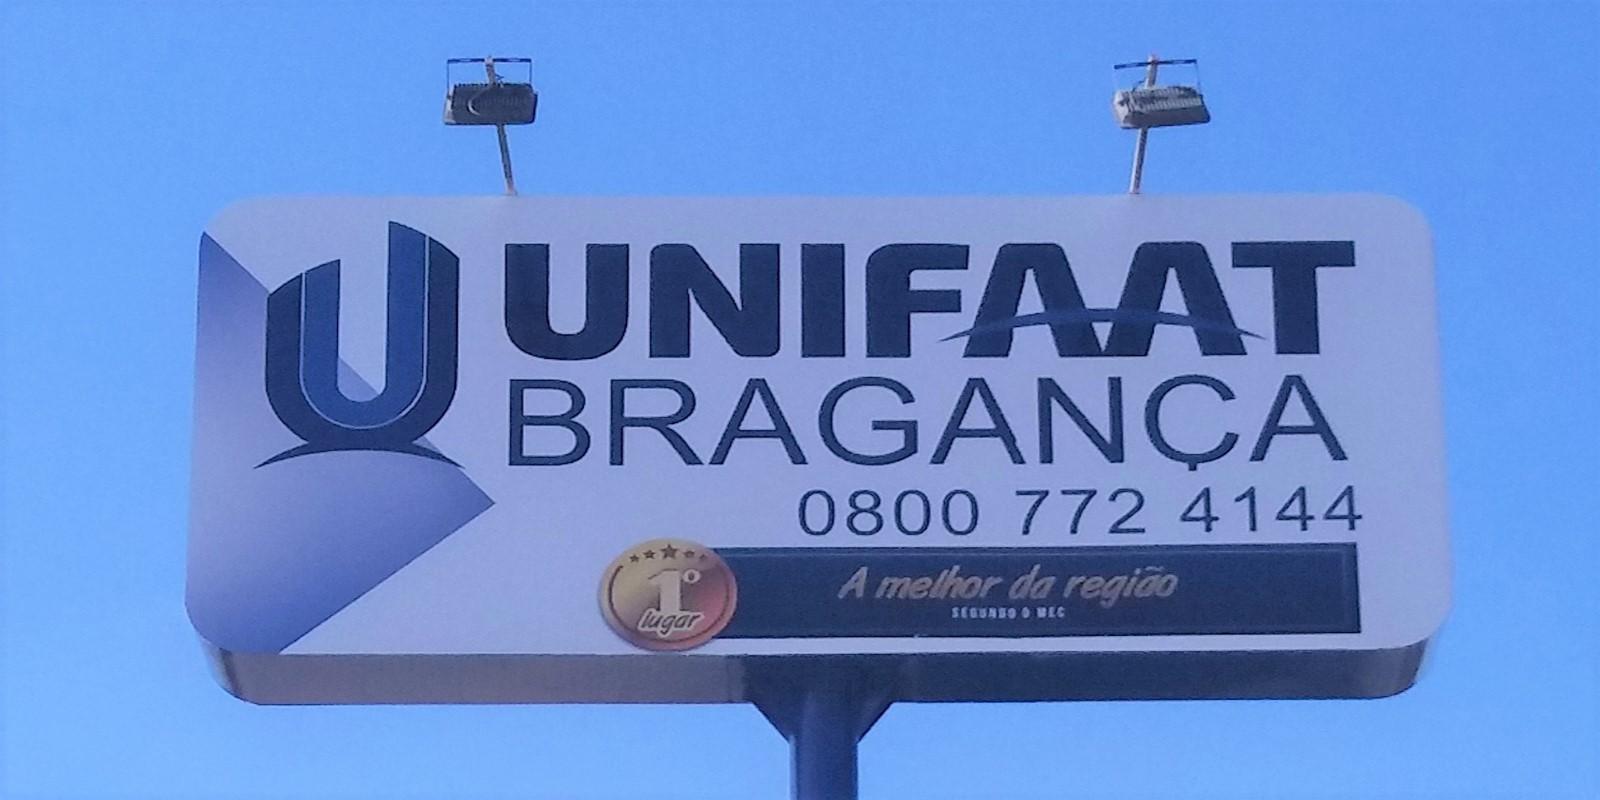 UNIFAAT
BRAGANÇA
0800 772 4144
1º
lugar
A melhor da região
SEGUNDO O MEC